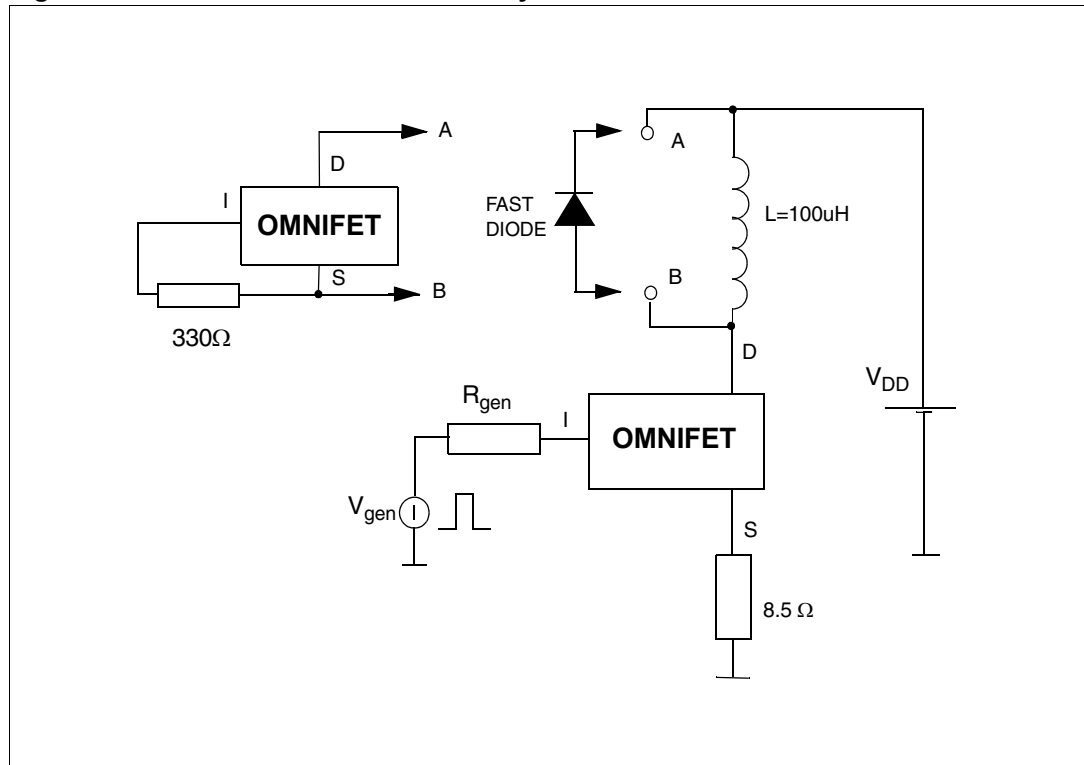 A
D
I
OMNIFET
S
B
330Ω
FAST
DIODE
A
B
L=100uH
D
VDD
Rgen
I
OMNIFET
Vgen
I
S
8.5 Ω